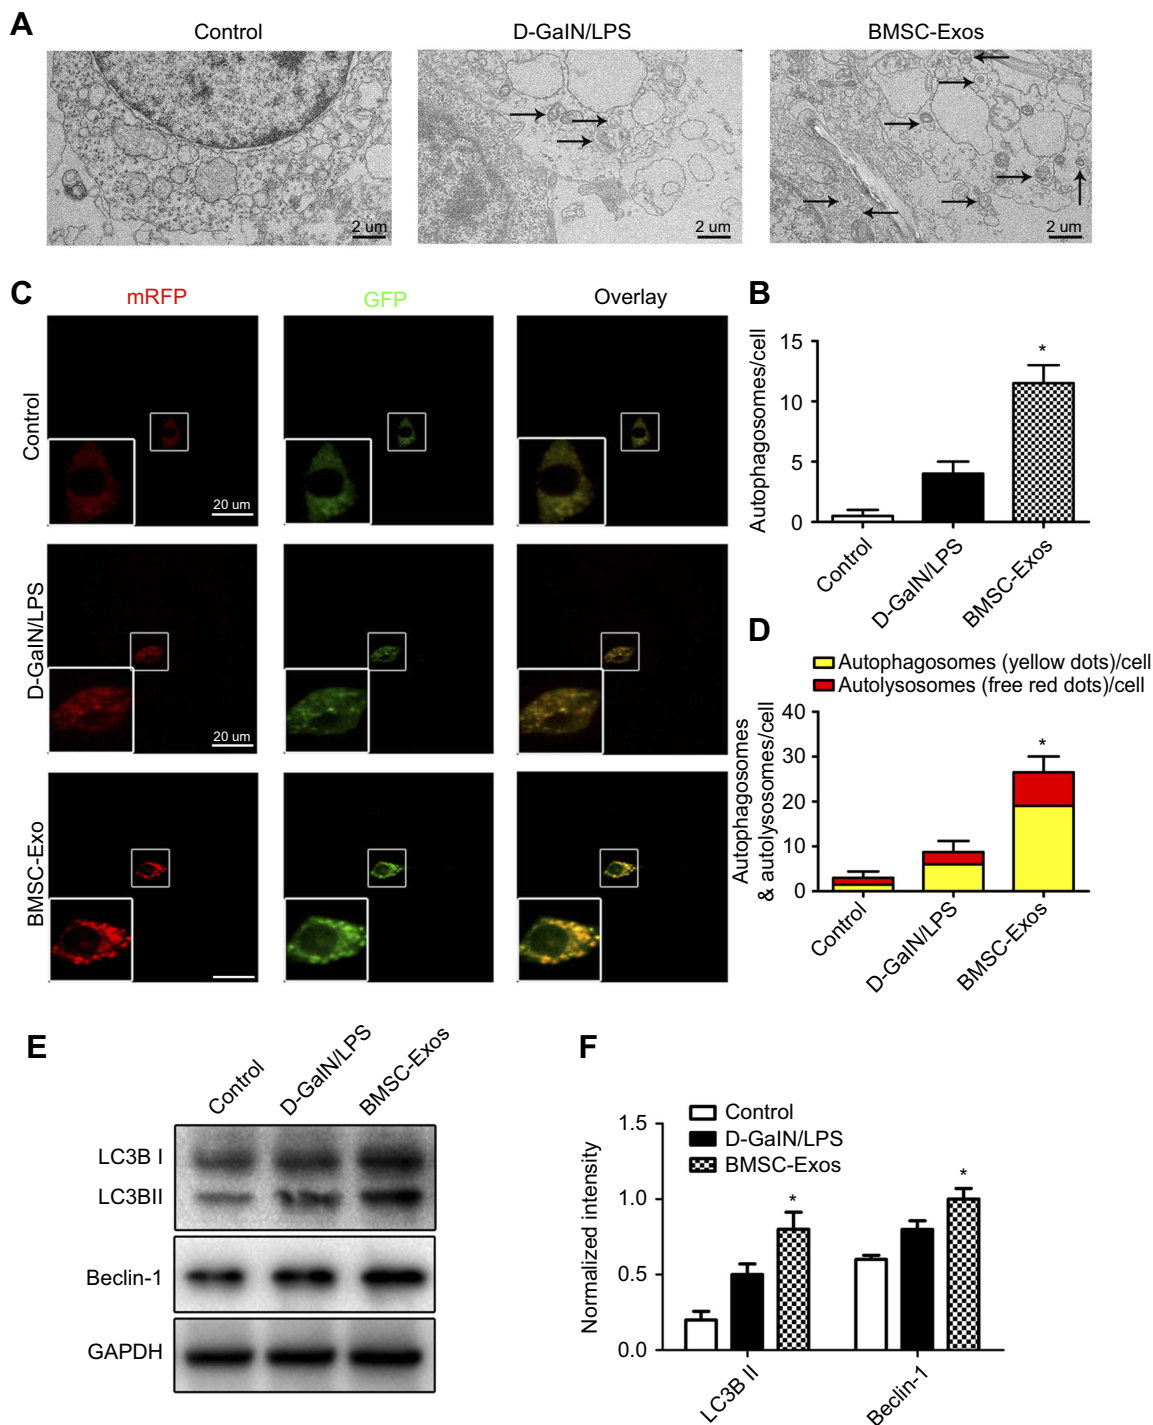 A
Control
D-GalN/LPS
BMSC-Exos
2 um
2 um
2 um
C
mRFP
GFP
Overlay
Control
20 um
D-GalN/LPS
20 um
BMSC-Exo
B
Autophagosomes/cell
15
10
5
0
*
Control
D-GalN/LPS
BMSC-Exos
D
Autophagosomes (yellow dots)/cell
Autolysosomes (free red dots)/cell
Autophagosomes
& autolysosomes/cell
40
30
20
10
0
*
Control
D-GalN/LPS
BMSC-Exos
E
Control
D-GalN/LPS
BMSC-Exos
LC3B I
LC3BII
Beclin-1
GAPDH
F
Control
D-GalN/LPS
BMSC-Exos
Normalized intensity
1.5
1.0
0.5
0.0
*
*
LC3B II
Beclin-1